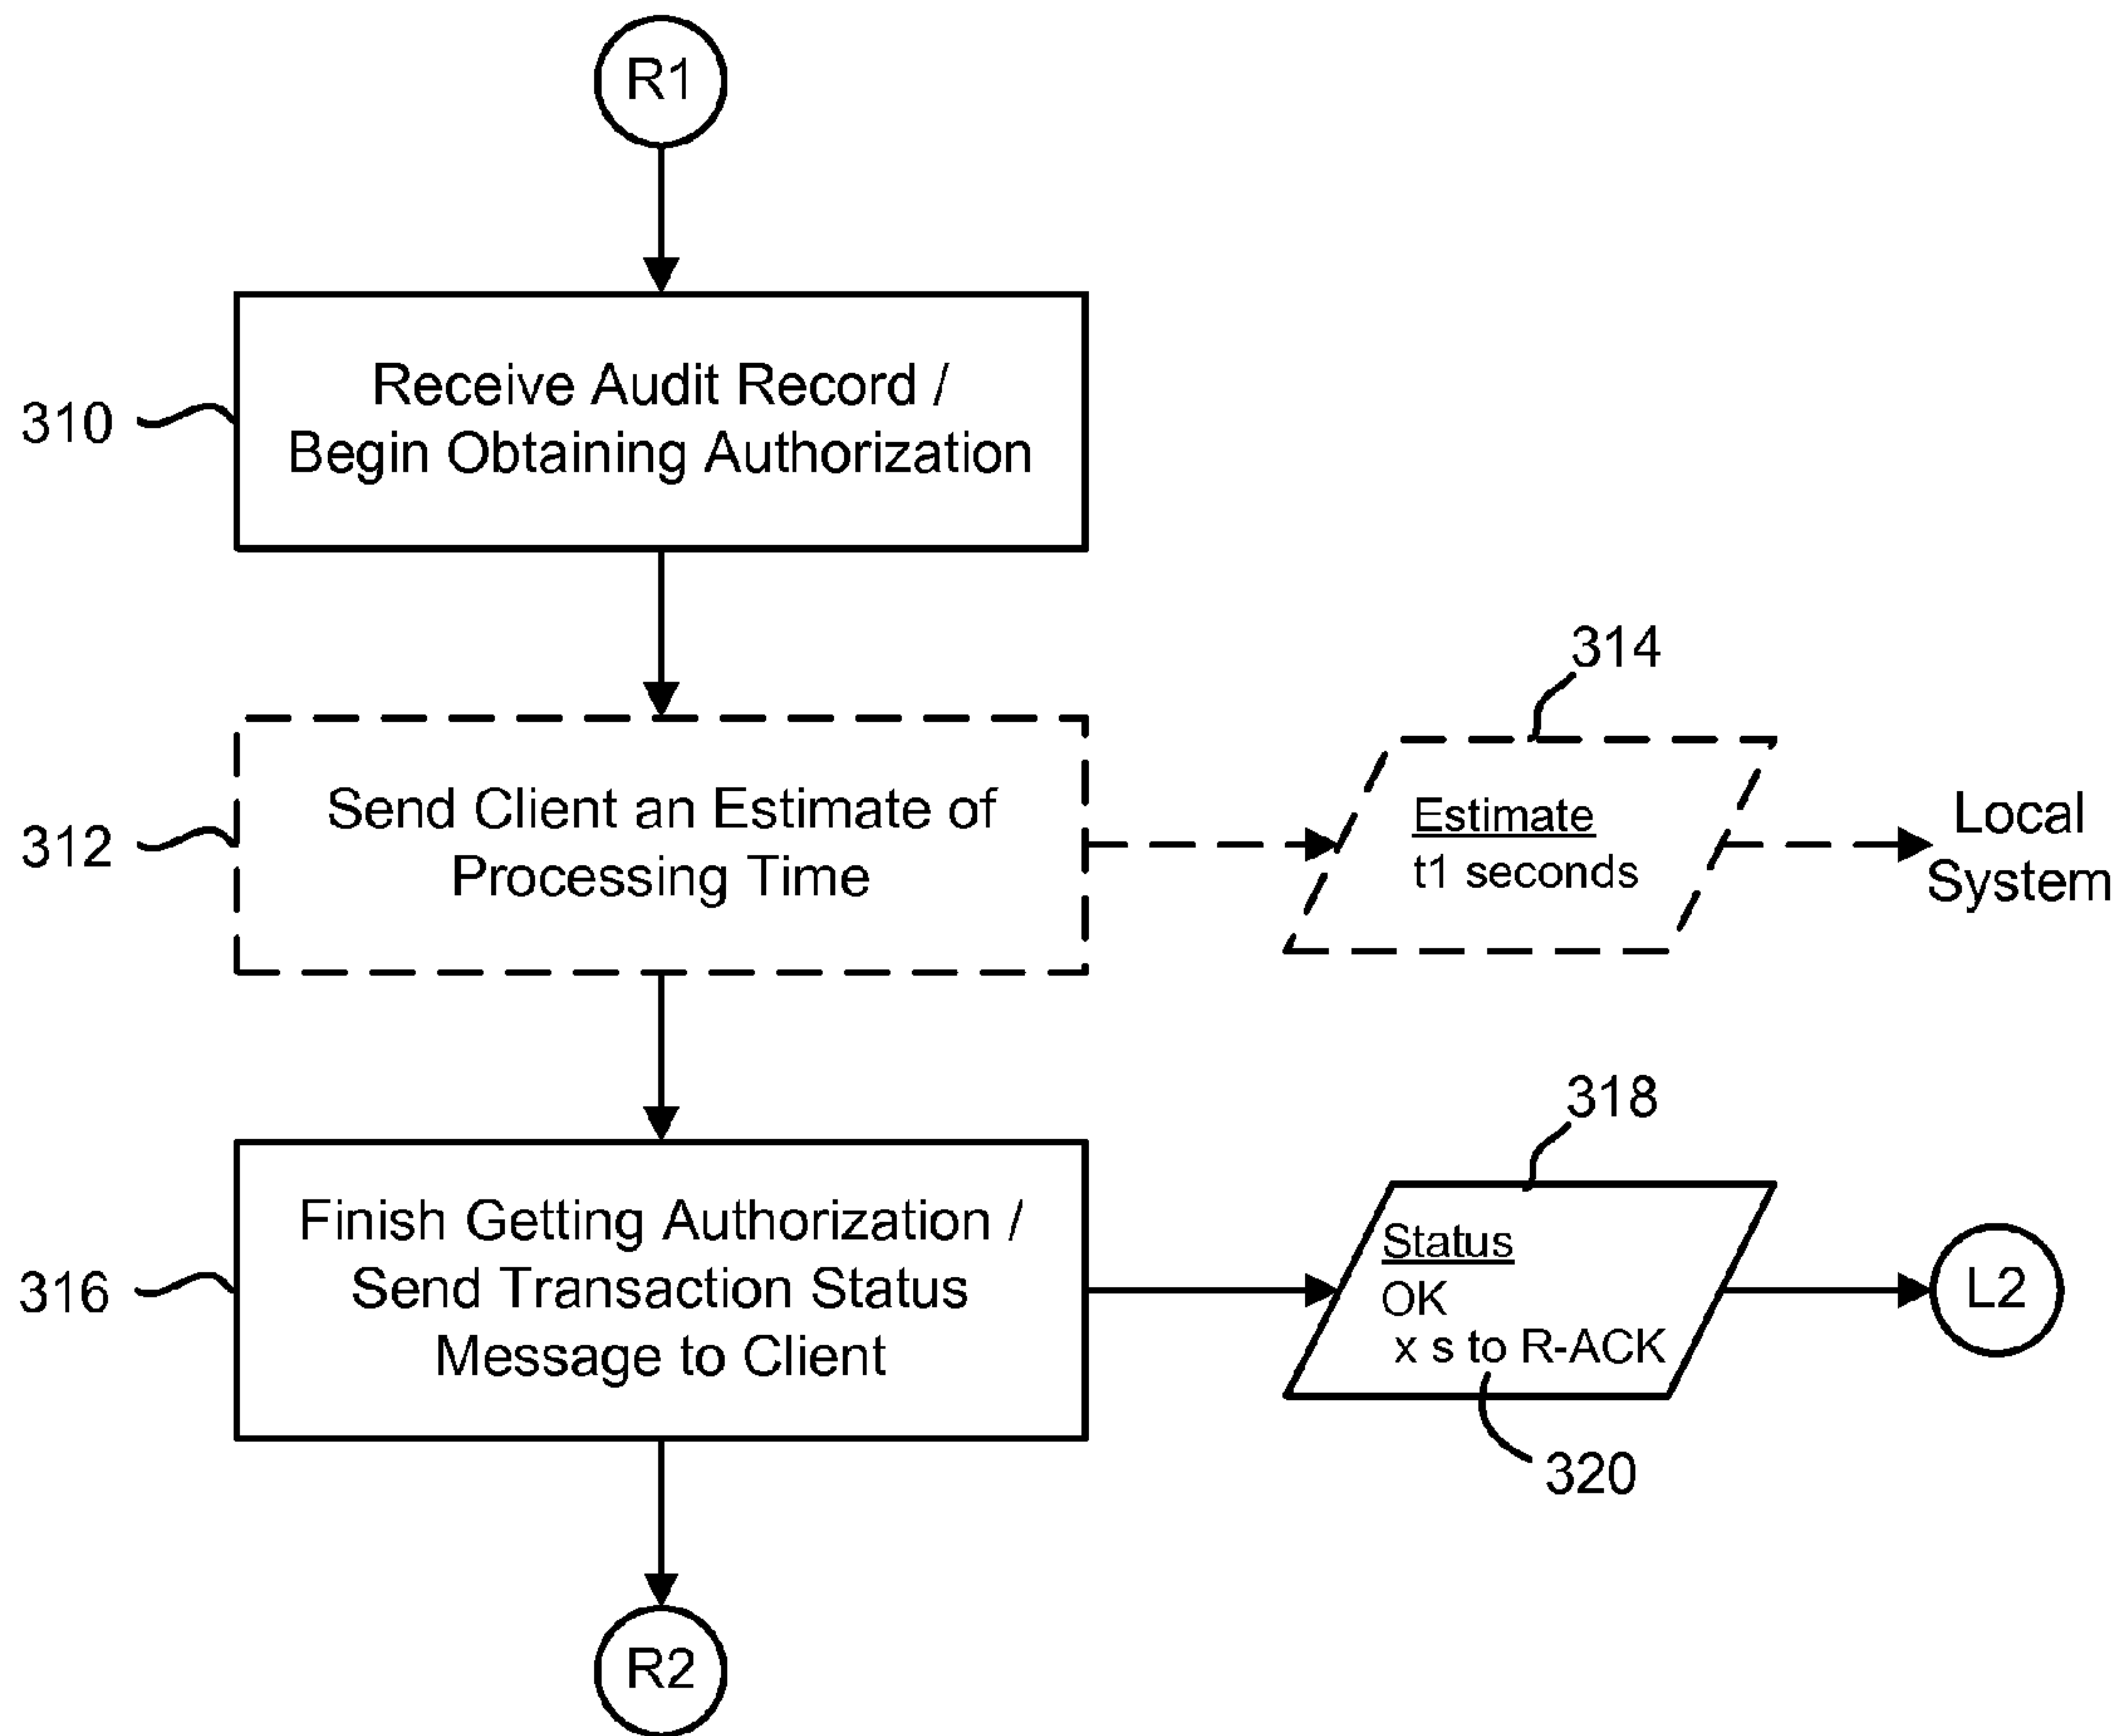 R1
310
Receive Audit Record /
Begin Obtaining Authorization
314
312
Send Client an Estimate of
Processing Time
Estimate
t1 seconds
Local
System
318
316
Finish Getting Authorization /
Send Transaction Status
Message to Client
Status
OK
x s to R-ACK
L2
320
R2